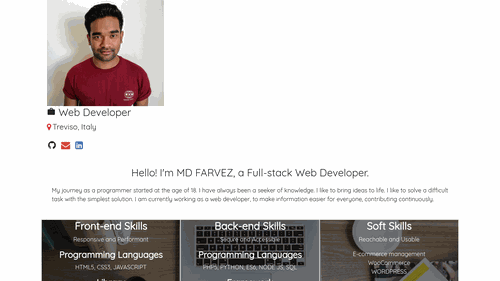 Web Developer
Treviso, Italy
Hello! I'm MD FARVEZ, a Full-stack Web Developer.
My journey as a programmer started at the age of 18. I have always been a seeker of knowledge. I like to bring ideas to life. I like to solve a difficult
task with the simplest solution. I am currently working as a web developer, to make information easier for everyone, contributing continuously.
Front-end Skills
Responsive and Performant
Programming Languages
HTML5, CSS3, JAVASCRIPT
Back-end Skills
Secure and Accessible
Programming Languages
PHP5, PYTHON, ES6, NODE JS, SQL
Soft Skills
Reachable and Usable
E-commerce management
WooCommerce
WORDPRESS